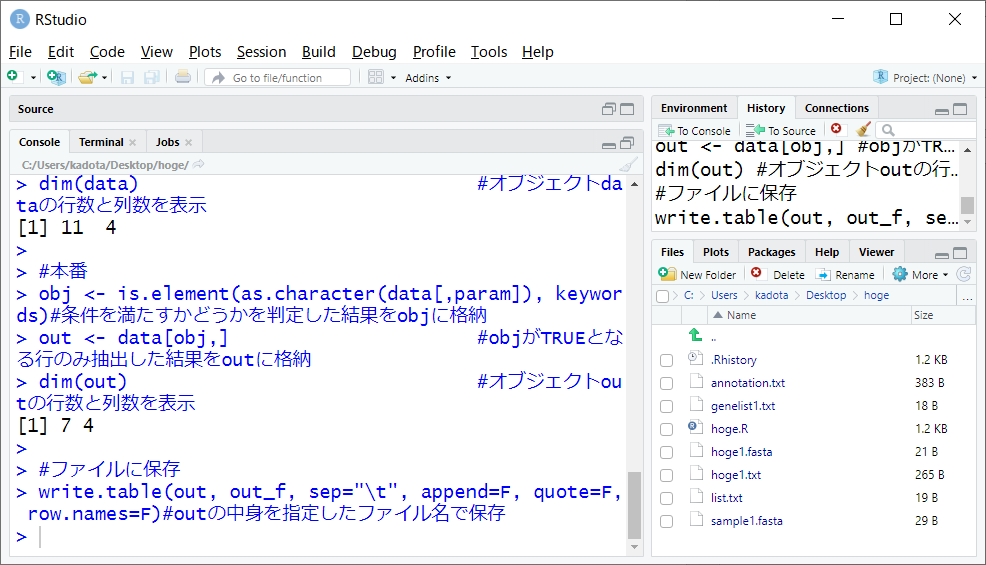 RStudio
File Edit Code View Plots Session Build Debug Profile Tools Help
Go to file/function Addins Project: (None)
Source
Console Terminal Jobs
C:/Users/kadota/Desktop/hoge/
> dim(data) #オブジェクトda
taの行数と列数を表示
[1] 11 4
>
> #本番
> obj <- is.element(as.character(data[,param]), keywor
ds)#条件を満たすかどうかを判定した結果をobjに格納
> out <- data[obj,] #objがTRUEとな
る行のみ抽出した結果をoutに格納
> dim(out) #オブジェクトou
tの行数と列数を表示
[1] 7 4
>
> #ファイルに保存
> write.table(out, out_f, sep="\t", append=F, quote=F,
row.names=F)#outの中身を指定したファイル名で保存
>
Environment History Connections
To Console To Source
out <- data[obj,] #objがTR…
dim(out) #オブジェクトoutの行…
#ファイルに保存
write.table(out, out_f, se…
Files Plots Packages Help Viewer
New Folder Delete Rename More
C: Users kadota Desktop hoge ...
Name Size
..
.Rhistory 1.2 KB
annotation.txt 383 B
genelist1.txt 18 B
hoge.R 1.2 KB
hoge1.fasta 21 B
hoge1.txt 265 B
list.txt 19 B
sample1.fasta 29 B